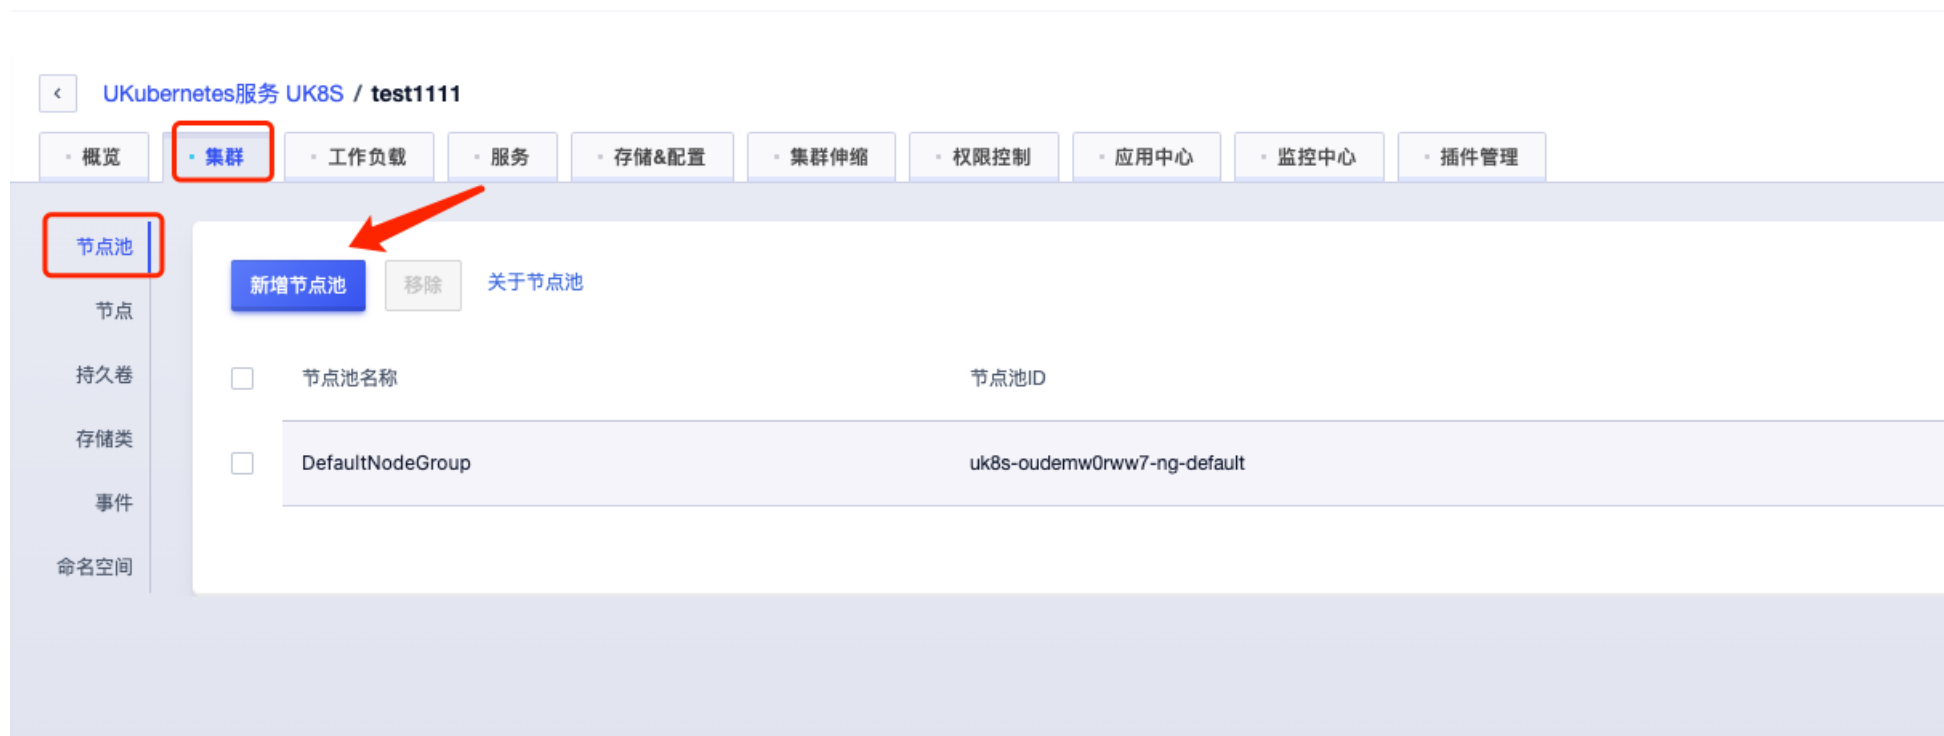 UKubernetes服务 UK8S / test1111
概览 集群 工作负载 服务 存储&配置 集群伸缩 权限控制 应用中心 监控中心 插件管理
节点池
节点
持久卷
存储类
事件
命名空间
新增节点池 移除 关于节点池
节点池名称 节点池ID
DefaultNodeGroup uk8s-oudemw0rww7-ng-default